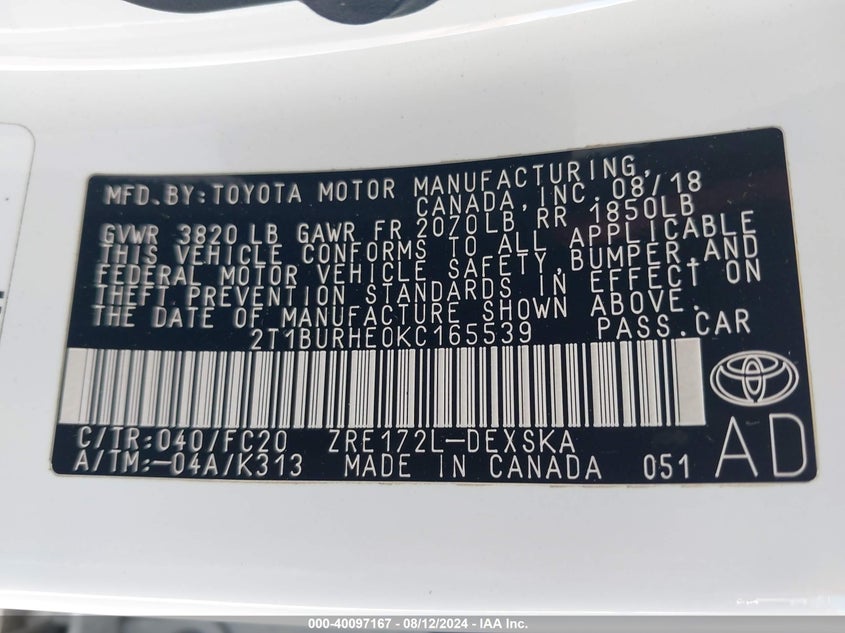 MFD. BY: TOYOTA MOTOR MANUFACTURING,
CANADA, INC. 08/18
GVWR 3820 LB GAWR FR 2070 LB RR 1850LB
THIS VEHICLE CONFORMS TO ALL APPLICABLE
FEDERAL MOTOR VEHICLE SAFETY, BUMPER, AND
THEFT PREVENTION STANDARDS IN EFFECT ON
THE DATE OF MANUFACTURE SHOWN ABOVE.
2T1BURHE0KC165539 PASS. CAR
C/TR: 040/FC20 ZRE172L-DEXSKA
A/TM: -04A/K313 MADE IN CANADA 051
AD
000-40097167 - 08/12/2024 - IAA Inc.